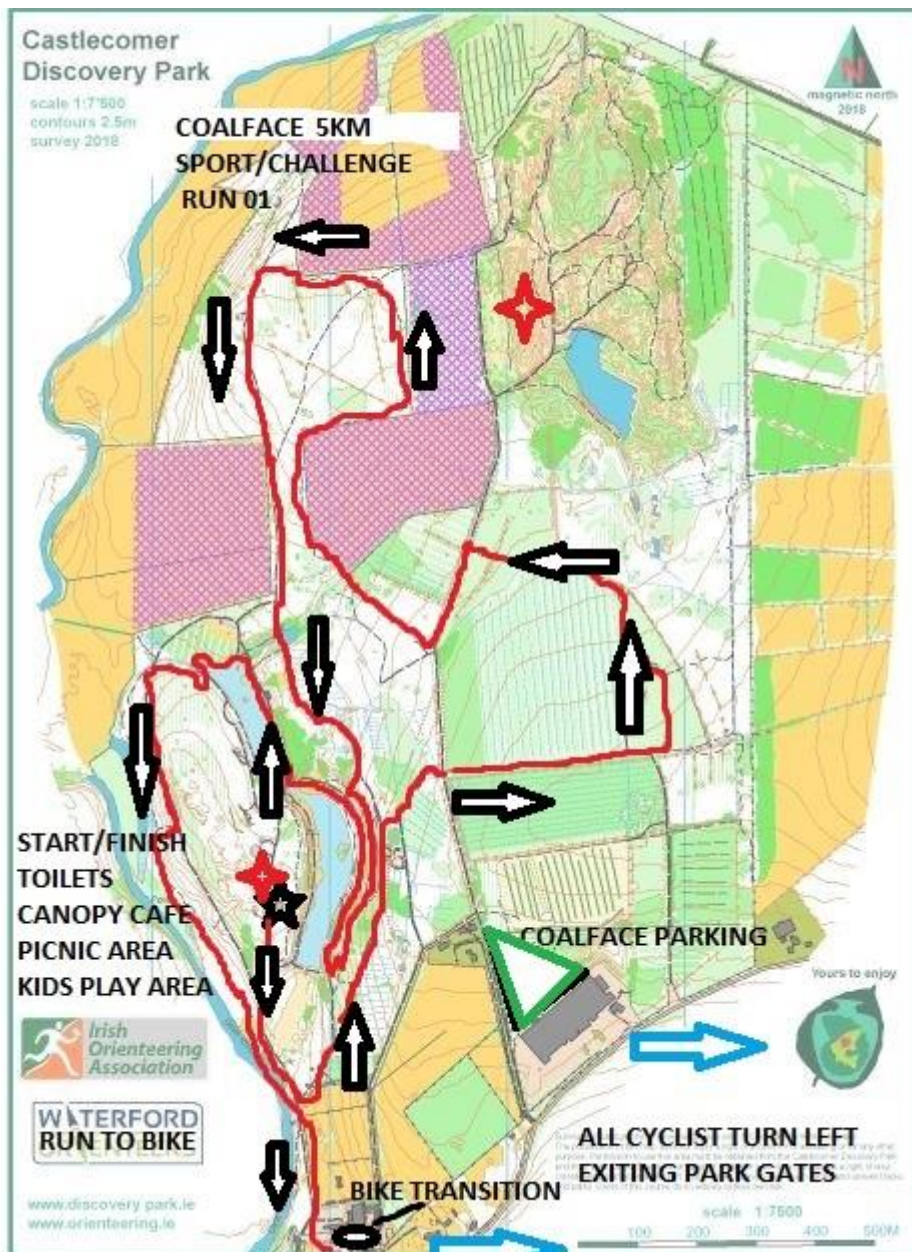 Castlecomer
Discovery Park
scale 1:7'500
contours 2.5m
survey 2018
magnetic north
2018
N
COALFACE 5KM
SPORT/CHALLENGE
RUN 01
START/FINISH
TOILETS
CANOPY CAFE
PICNIC AREA
KIDS PLAY AREA
COALFACE PARKING
Yours to enjoy
Irish
Orienteering
Association
WATERFORD
RUN TO BIKE
ALL CYCLIST TURN LEFT
EXITING PARK GATES
BIKE TRANSITION
www.discovery park.ie
www.orienteering.ie
scale 1:7500
100 200 300 400 500M